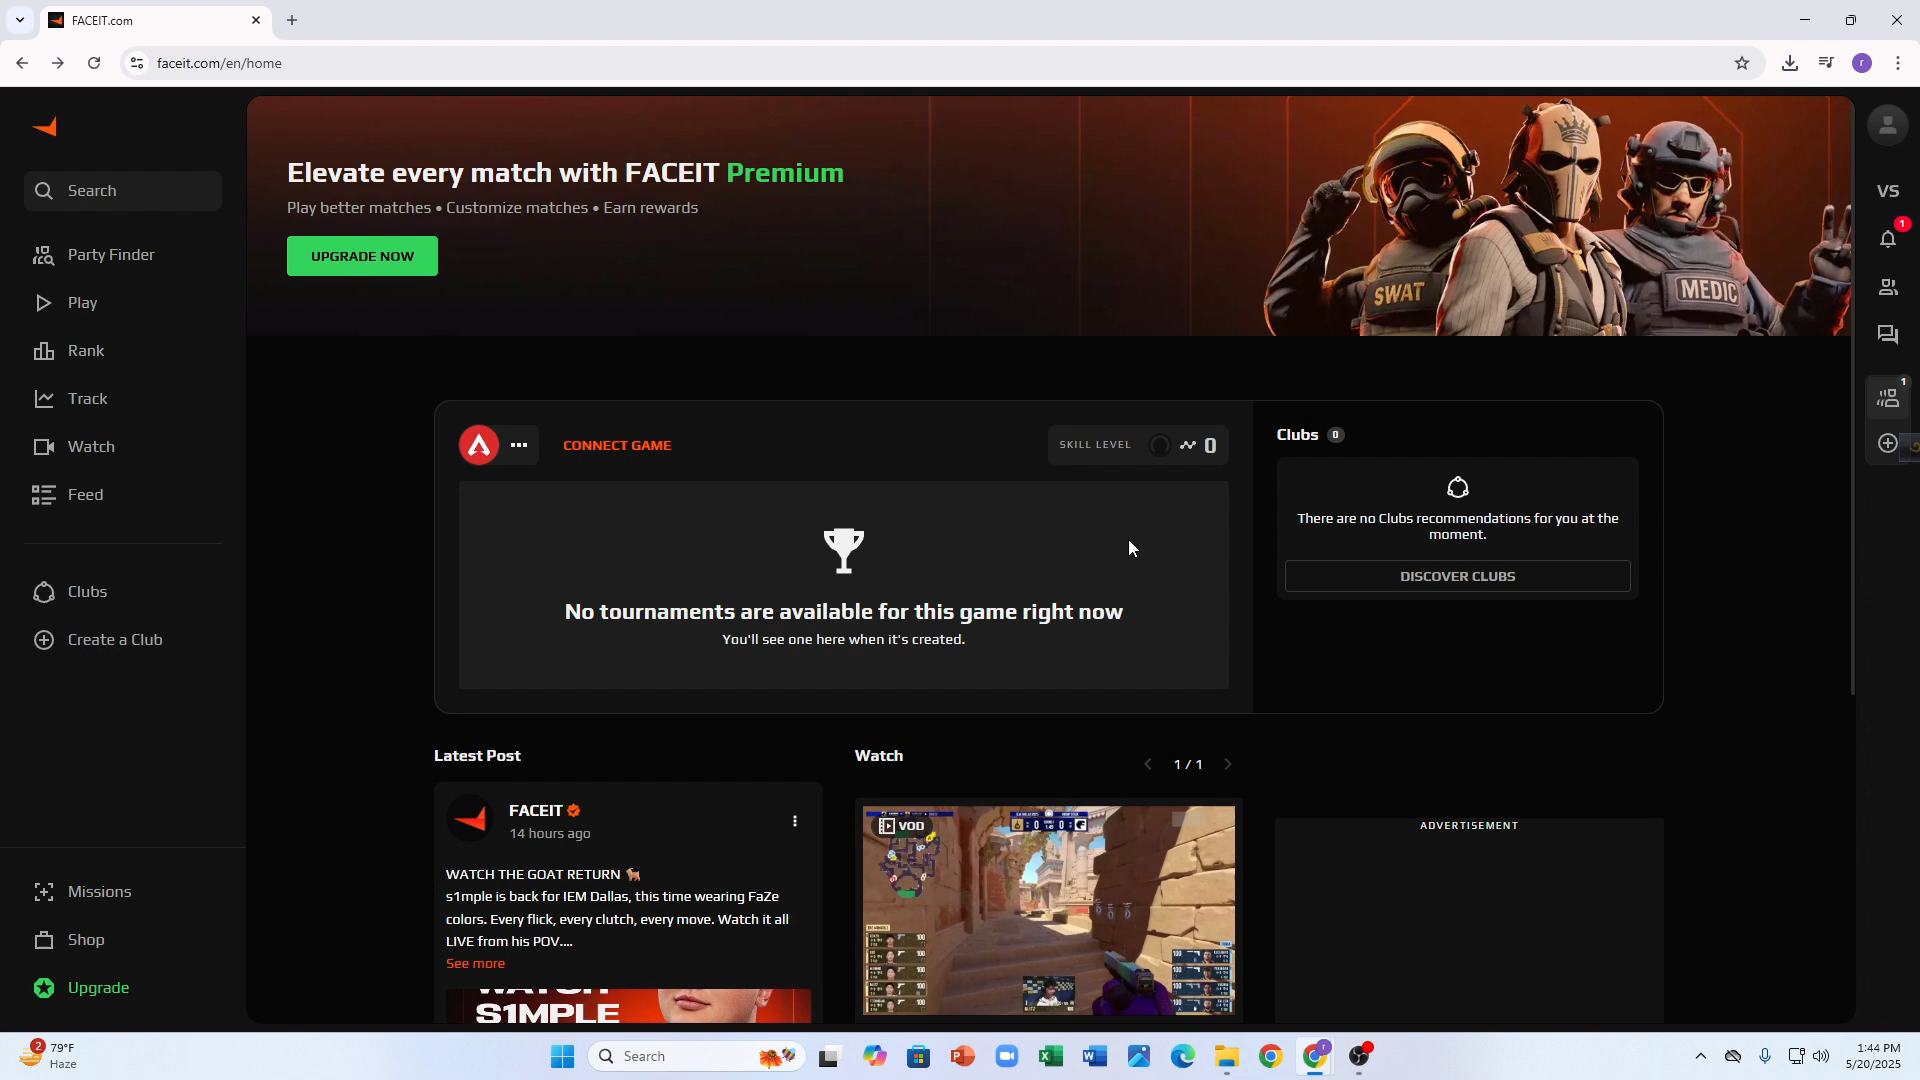 FACEIT.com
faceit.com/en/home
r
Search
Party Finder
Play
Rank
Track
Watch
Feed
Clubs
Create a Club
Missions
Shop
Upgrade
Elevate every match with FACEIT Premium
Play better matches • Customize matches • Earn rewards
UPGRADE NOW
SWAT
MEDIC
VS
1
1
CONNECT GAME
SKILL LEVEL 0
No tournaments are available for this game right now
You'll see one here when it's created.
Clubs 0
There are no Clubs recommendations for you at the
moment.
DISCOVER CLUBS
Latest Post
FACEIT
14 hours ago
WATCH THE GOAT RETURN 🐐
s1mple is back for IEM Dallas, this time wearing FaZe
colors. Every flick, every clutch, every move. Watch it all
LIVE from his POV....
See more
WATCH
S1MPLE
Watch
1 / 1
VOD
ADVERTISEMENT
2
79°F
Haze
Search
1:44 PM
5/20/2025